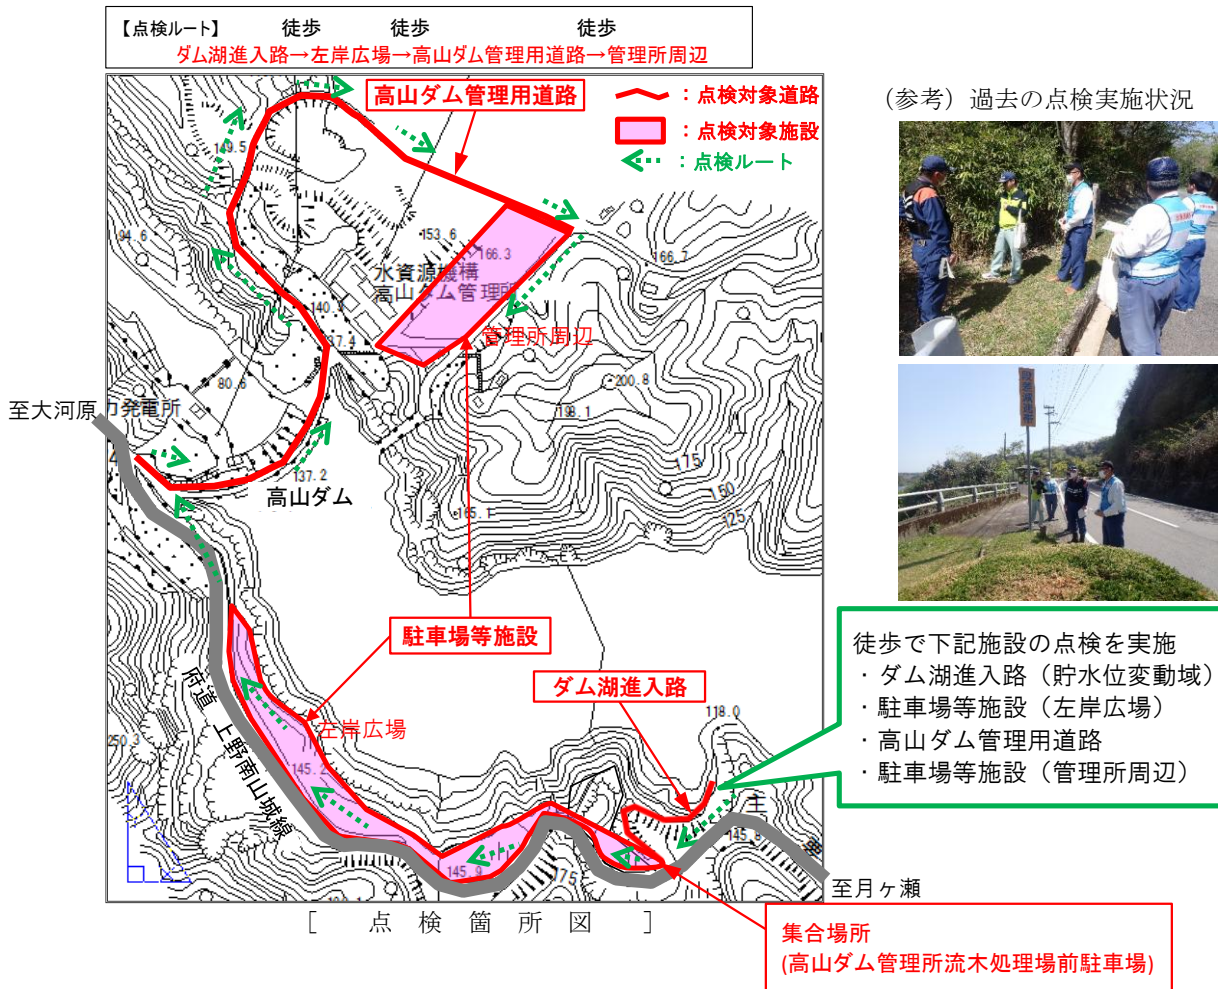 【点検ルート】 徒歩 徒歩 徒歩
ダム湖進入路→左岸広場→高山ダム管理用道路→管理所周辺
高山ダム管理用道路
：点検対象道路
：点検対象施設
：点検ルート
（参考）過去の点検実施状況
149.5
94.6
153.6
166.3
166.7
水資源機構
高山ダム管理所
140.4
管理所周辺
137.4
80.6
200.8
198.1
至大河原
力発電所
175
150
125
137.2
高山ダム
165.1
駐車場等施設
ダム湖進入路
118.0
左岸広場
250.3
145.2
府道 上野南山城線
主
145.8
要
145.9
175
至月ヶ瀬
徒歩で下記施設の点検を実施
・ダム湖進入路（貯水位変動域）
・駐車場等施設（左岸広場）
・高山ダム管理用道路
・駐車場等施設（管理所周辺）
［ 点検箇所図 ］
集合場所
(高山ダム管理所流木処理場前駐車場)